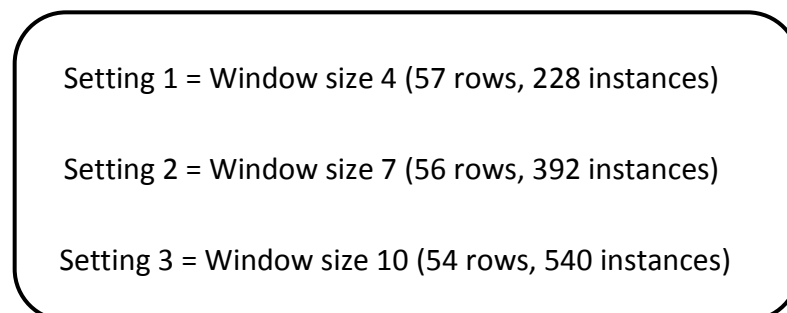 Setting 1 = Window size 4 (57 rows, 228 instances)
Setting 2 = Window size 7 (56 rows, 392 instances)
Setting 3 = Window size 10 (54 rows, 540 instances)